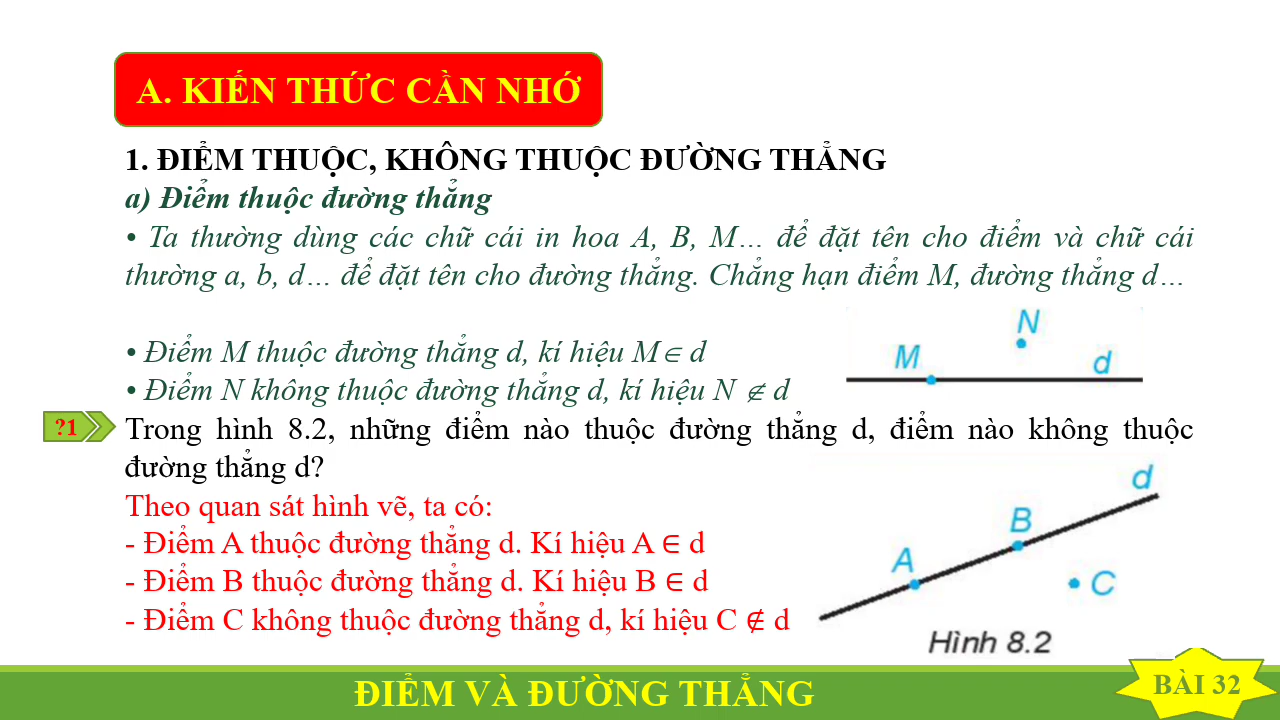 A. KIẾN THỨC CẦN NHỚ
1. ĐIỂM THUỘC, KHÔNG THUỘC ĐƯỜNG THẲNG
a) Điểm thuộc đường thẳng
• Ta thường dùng các chữ cái in hoa A, B, M… để đặt tên cho điểm và chữ cái
thường a, b, d… để đặt tên cho đường thẳng. Chẳng hạn điểm M, đường thẳng d…
• Điểm M thuộc đường thẳng d, kí hiệu M∈ d
• Điểm N không thuộc đường thẳng d, kí hiệu N ∉ d
N
M
d
?1
Trong hình 8.2, những điểm nào thuộc đường thẳng d, điểm nào không thuộc
đường thẳng d?
Theo quan sát hình vẽ, ta có:
- Điểm A thuộc đường thẳng d. Kí hiệu A ∈ d
- Điểm B thuộc đường thẳng d. Kí hiệu B ∈ d
- Điểm C không thuộc đường thẳng d, kí hiệu C ∉ d
d
B
A
C
Hình 8.2
ĐIỂM VÀ ĐƯỜNG THẲNG
BÀI 32